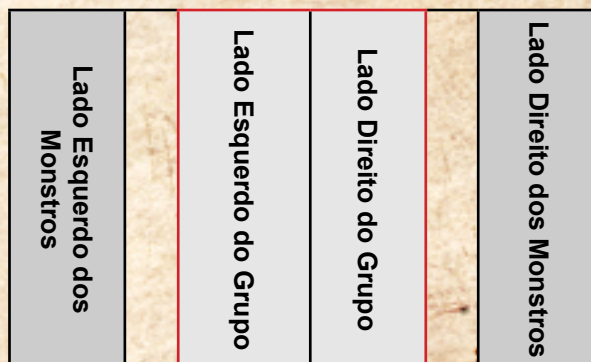 Lado Esquerdo dos
Monstros
Lado Esquerdo do Grupo
Lado Direito do Grupo
Lado Direito dos Monstros